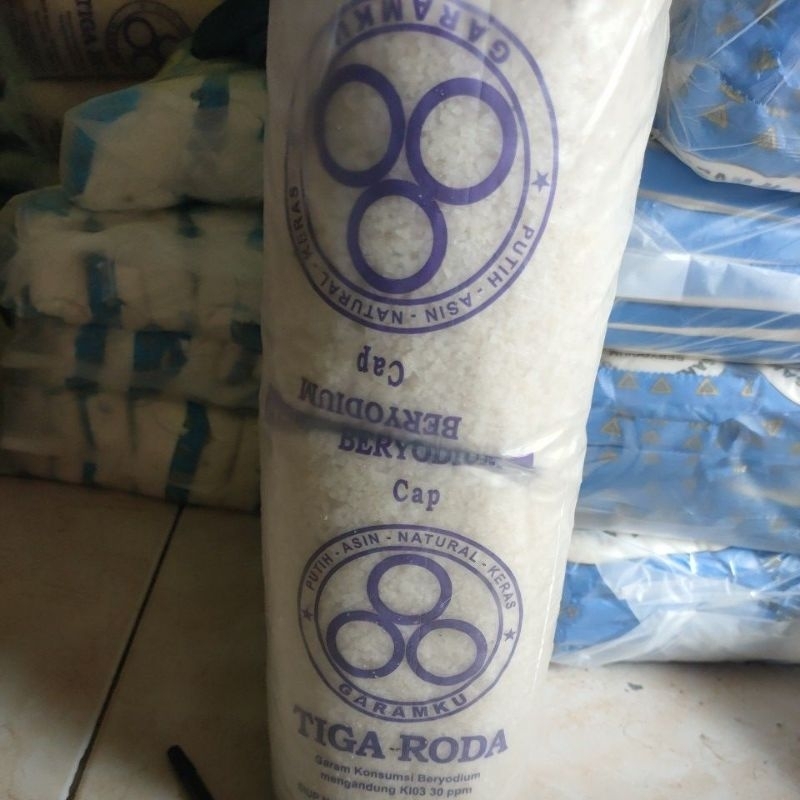 GARAMKU
PUTIH - ASIN - NATURAL - KERAS
Cap
BERYODIUM
BERYODIUM
Cap
PUTIH - ASIN - NATURAL - KERAS
GARAMKU
TIGA RODA
Garam Konsumsi Beryodium
mengandung KI03 30 ppm